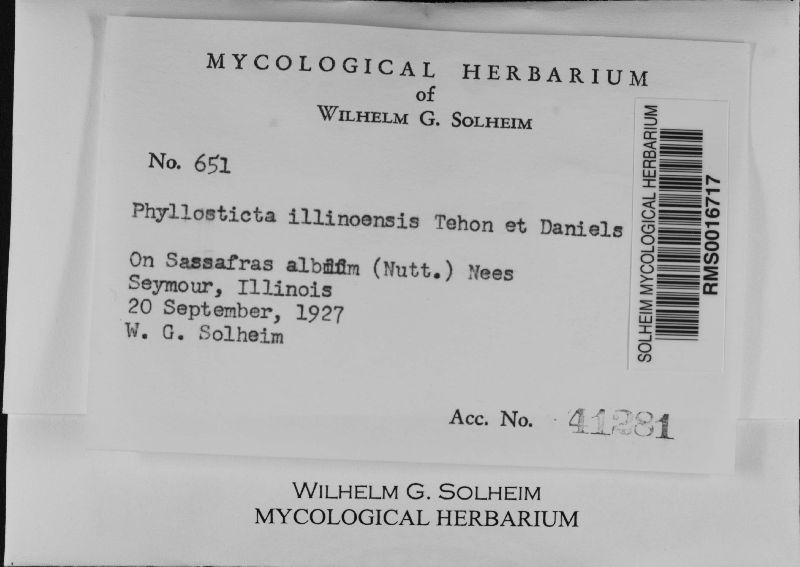 MYCOLOGICAL HERBARIUM
of
WILHELM G. SOLHEIM
No. 651
Phyllosticta illinoensis Tehon et Daniels
On Sassafras (Nutt.) Nees
Seymour, Illinois
20 September, 1927
W. G. Solheim
Acc. No. 41281
SOLHEIM MYCOLOGICAL HERBARIUM
RMS0016717
WILHELM G. SOLHEIM
MYCOLOGICAL HERBARIUM